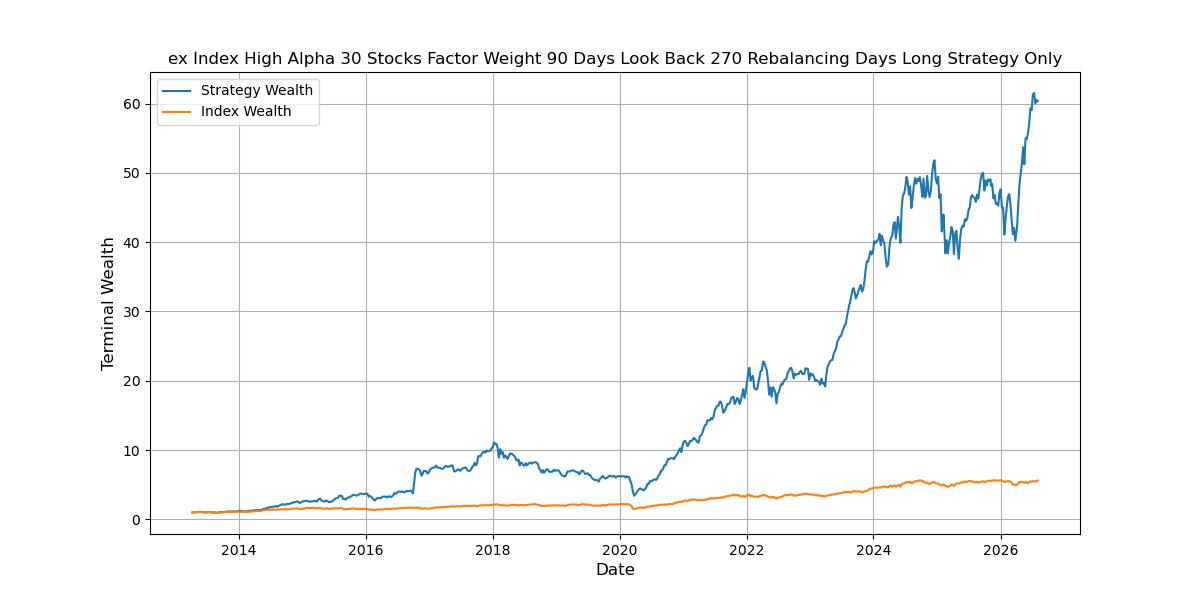 ex Index High Alpha 30 Stocks Factor Weight 90 Days Look Back 270 Rebalancing Days Long Strategy Only
Strategy Wealth
Index Wealth
Terminal Wealth
60
50
40
30
20
10
0
2014 2016 2018 2020 2022 2024 2026
Date